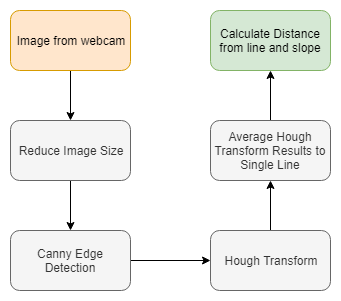 Image from webcam
Reduce Image Size
Canny Edge
Detection
Hough Transform
Average Hough
Transform Results to
Single Line
Calculate Distance
from line and slope